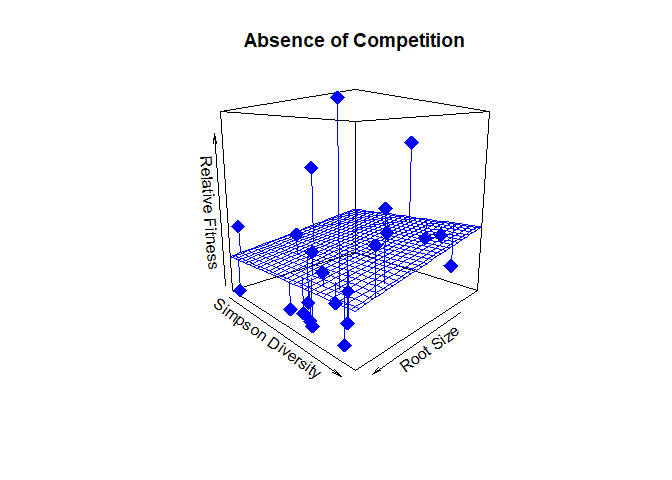 Absence of Competition
Relative Fitness
Simpson Diversity
Root Size